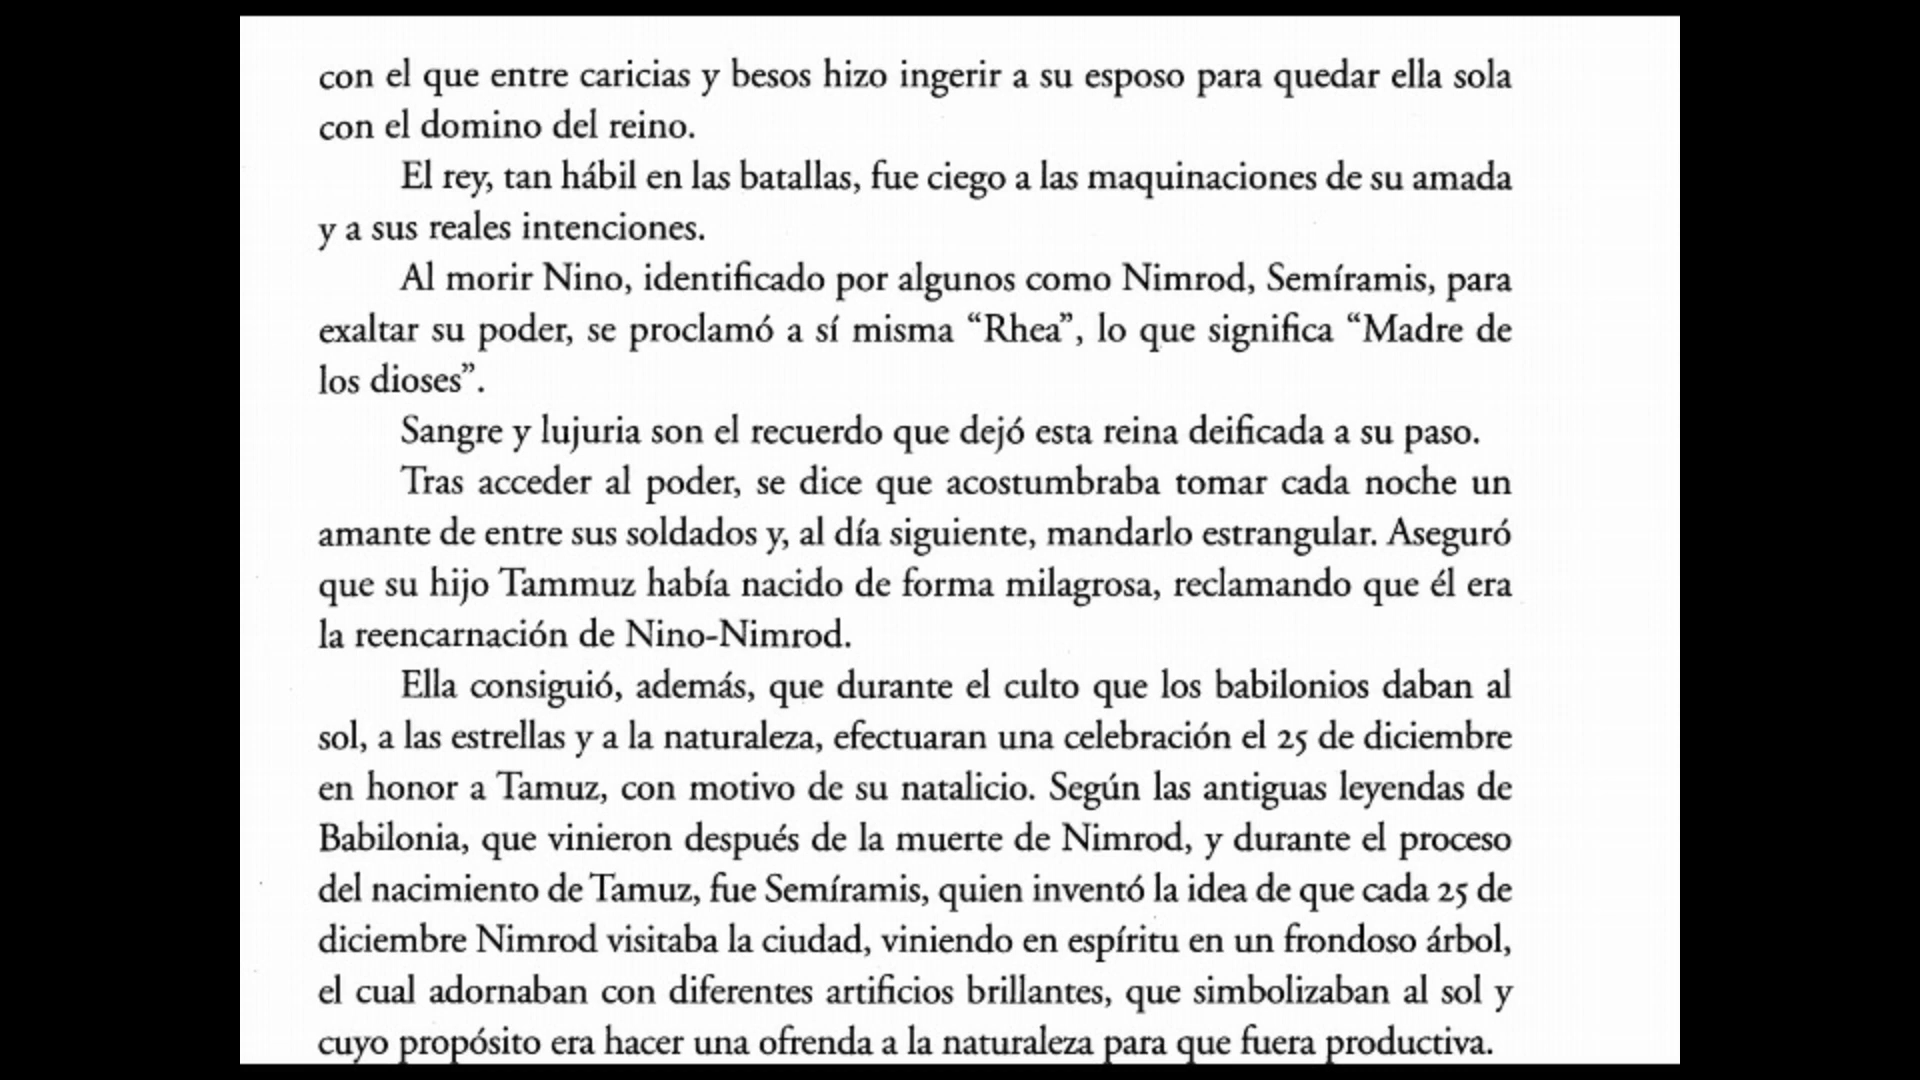 con el que entre caricias y besos hizo ingerir a su esposo para quedar ella sola
con el domino del reino.
El rey, tan hábil en las batallas, fue ciego a las maquinaciones de su amada
y a sus reales intenciones.
Al morir Nino, identificado por algunos como Nimrod, Semíramis, para
exaltar su poder, se proclamó a sí misma “Rhea”, lo que significa “Madre de
los dioses”.
Sangre y lujuria son el recuerdo que dejó esta reina deificada a su paso.
Tras acceder al poder, se dice que acostumbraba tomar cada noche un
amante de entre sus soldados y, al día siguiente, mandarlo estrangular. Aseguró
que su hijo Tammuz había nacido de forma milagrosa, reclamando que él era
la reencarnación de Nino-Nimrod.
Ella consiguió, además, que durante el culto que los babilonios daban al
sol, a las estrellas y a la naturaleza, efectuaran una celebración el 25 de diciembre
en honor a Tamuz, con motivo de su natalicio. Según las antiguas leyendas de
Babilonia, que vinieron después de la muerte de Nimrod, y durante el proceso
del nacimiento de Tamuz, fue Semíramis, quien inventó la idea de que cada 25 de
diciembre Nimrod visitaba la ciudad, viniendo en espíritu en un frondoso árbol,
el cual adornaban con diferentes artificios brillantes, que simbolizaban al sol y
cuyo propósito era hacer una ofrenda a la naturaleza para que fuera productiva.